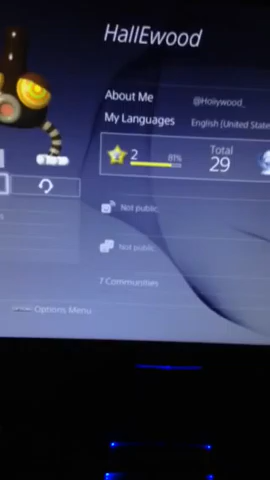 HallEwood
About Me @Hollywood_
My Languages English (United State
2 81% Total
29
Not public
Not public
7 Communities
Options Menu